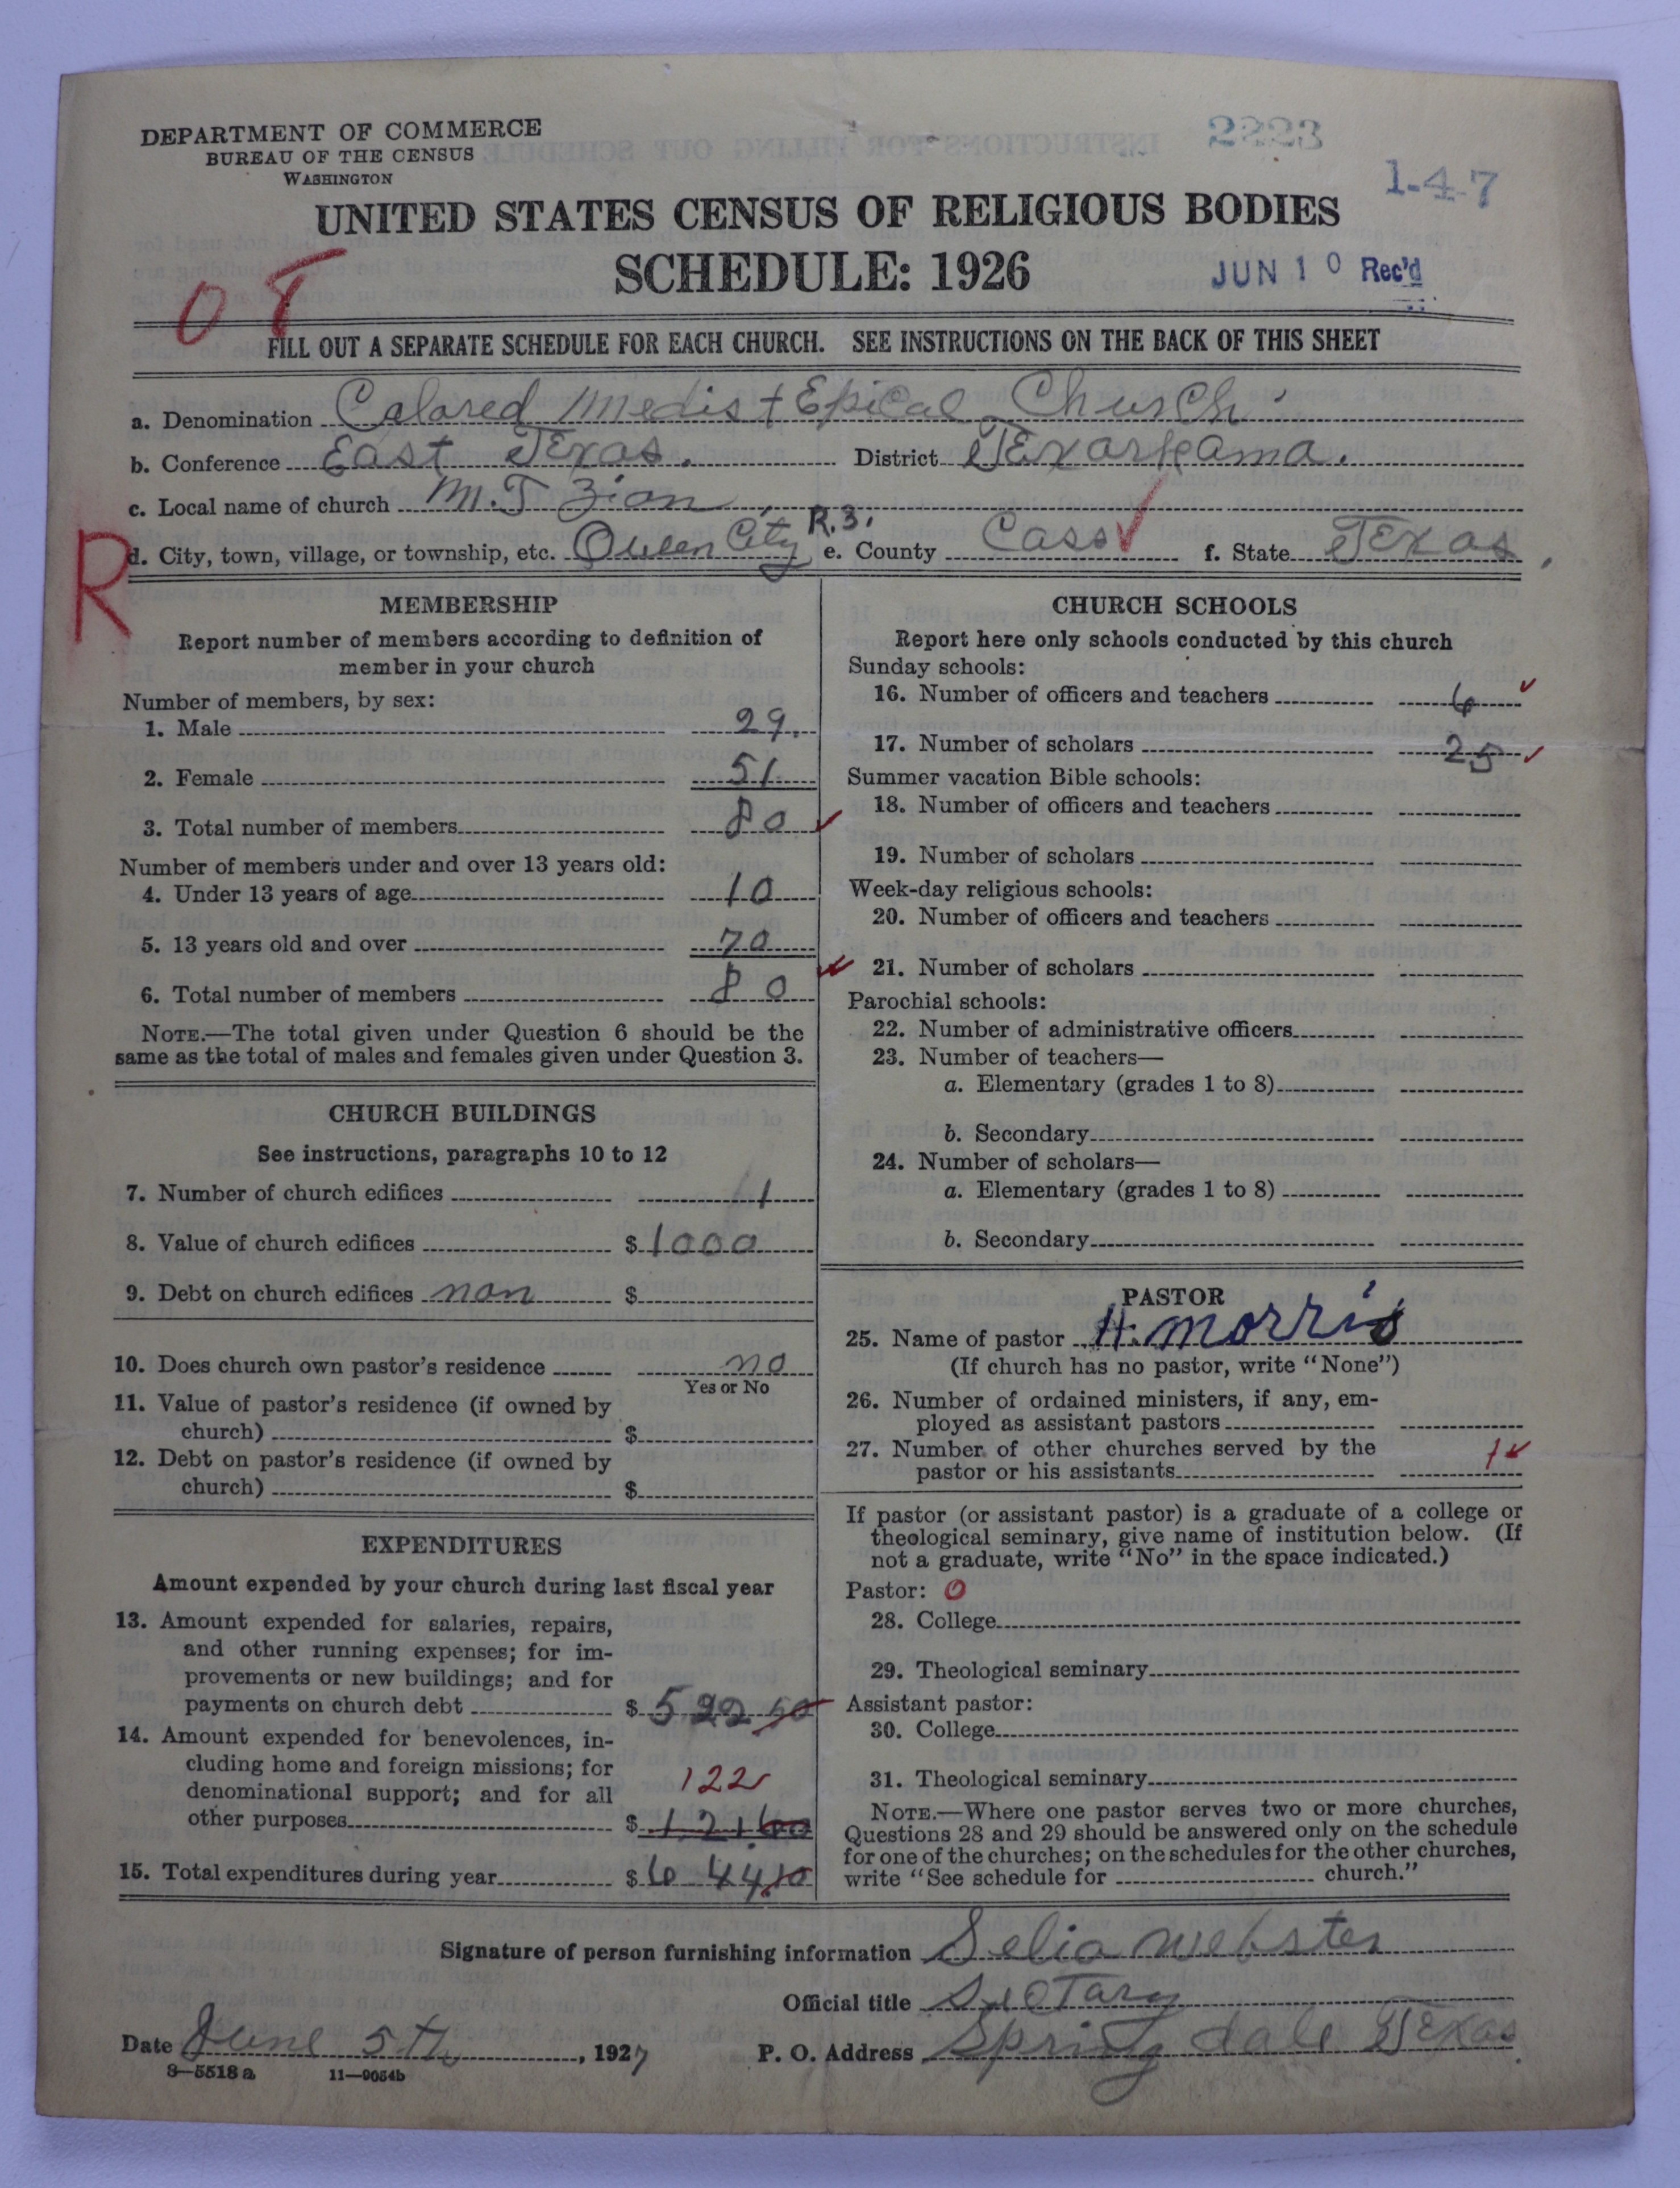 DEPARTMENT OF COMMERCE
BUREAU OF THE CENSUS
WASHINGTON
2223
1-47
UNITED STATES CENSUS OF RELIGIOUS BODIES
SCHEDULE: 1926
JUN 10 Rec'd
OT
FILL OUT A SEPARATE SCHEDULE FOR EACH CHURCH. SEE INSTRUCTIONS ON THE BACK OF THIS SHEET
a. Denomination Colored Medist Epical Church
b. Conference East Texas. District Texarkama.
c. Local name of church M.T Zion
R
d. City, town, village, or township, etc. Queen City R.3. e. County Cass f. State Texas
MEMBERSHIP
Report number of members according to definition of
member in your church
Number of members, by sex:
1. Male 29.
2. Female 51
3. Total number of members 80
Number of members under and over 13 years old:
4. Under 13 years of age 10
5. 13 years old and over 70
6. Total number of members 80
NOTE.—The total given under Question 6 should be the
same as the total of males and females given under Question 3.
CHURCH BUILDINGS
See instructions, paragraphs 10 to 12
7. Number of church edifices 1
8. Value of church edifices $1000
9. Debt on church edifices non $
10. Does church own pastor's residence no
Yes or No
11. Value of pastor's residence (if owned by
church) $
12. Debt on pastor's residence (if owned by
church) $
EXPENDITURES
Amount expended by your church during last fiscal year
13. Amount expended for salaries, repairs,
and other running expenses; for im-
provements or new buildings; and for
payments on church debt $ 522 50
14. Amount expended for benevolences, in-
cluding home and foreign missions; for
denominational support; and for all 122
other purposes $ 121.60
15. Total expenditures during year $ 644.10
CHURCH SCHOOLS
Report here only schools conducted by this church
Sunday schools:
16. Number of officers and teachers 6
17. Number of scholars 25
Summer vacation Bible schools:
18. Number of officers and teachers
19. Number of scholars
Week-day religious schools:
20. Number of officers and teachers
21. Number of scholars
Parochial schools:
22. Number of administrative officers
23. Number of teachers—
a. Elementary (grades 1 to 8)
b. Secondary
24. Number of scholars—
a. Elementary (grades 1 to 8)
b. Secondary
PASTOR
25. Name of pastor H. Morris
(If church has no pastor, write "None")
26. Number of ordained ministers, if any, em-
ployed as assistant pastors
27. Number of other churches served by the
pastor or his assistants 1
If pastor (or assistant pastor) is a graduate of a college or
theological seminary, give name of institution below. (If
not a graduate, write "No" in the space indicated.)
Pastor: 0
28. College
29. Theological seminary
Assistant pastor:
30. College
31. Theological seminary
NOTE.—Where one pastor serves two or more churches,
Questions 28 and 29 should be answered only on the schedule
for one of the churches; on the schedules for the other churches,
write "See schedule for church."
Signature of person furnishing information Selia Webster
Official title Sectary
Date June 5th, 1927 P. O. Address Spring dale Texas
8—5518a 11—9054b